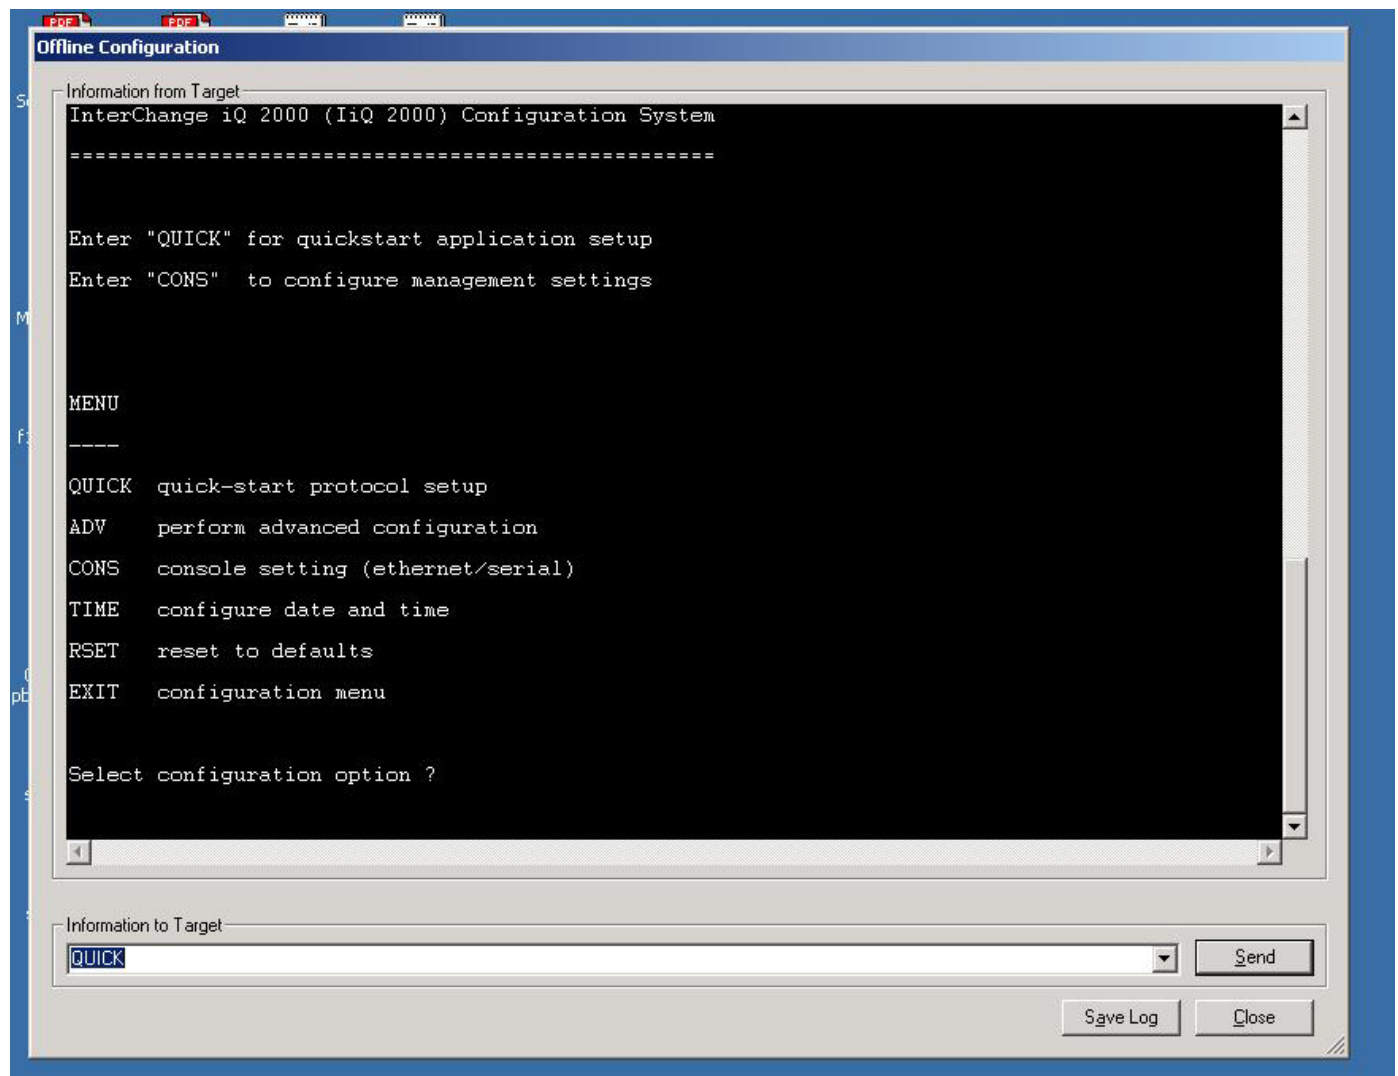 PDF PDF
Offline Configuration
Information from Target
InterChange iQ 2000 (IiQ 2000) Configuration System
===================================================
Enter "QUICK" for quickstart application setup
Enter "CONS"  to configure management settings
MENU
----
QUICK  quick-start protocol setup
ADV    perform advanced configuration
CONS   console setting (ethernet/serial)
TIME   configure date and time
RSET   reset to defaults
EXIT   configuration menu
Select configuration option ?
Information to Target
QUICK
Send
Save Log
Close